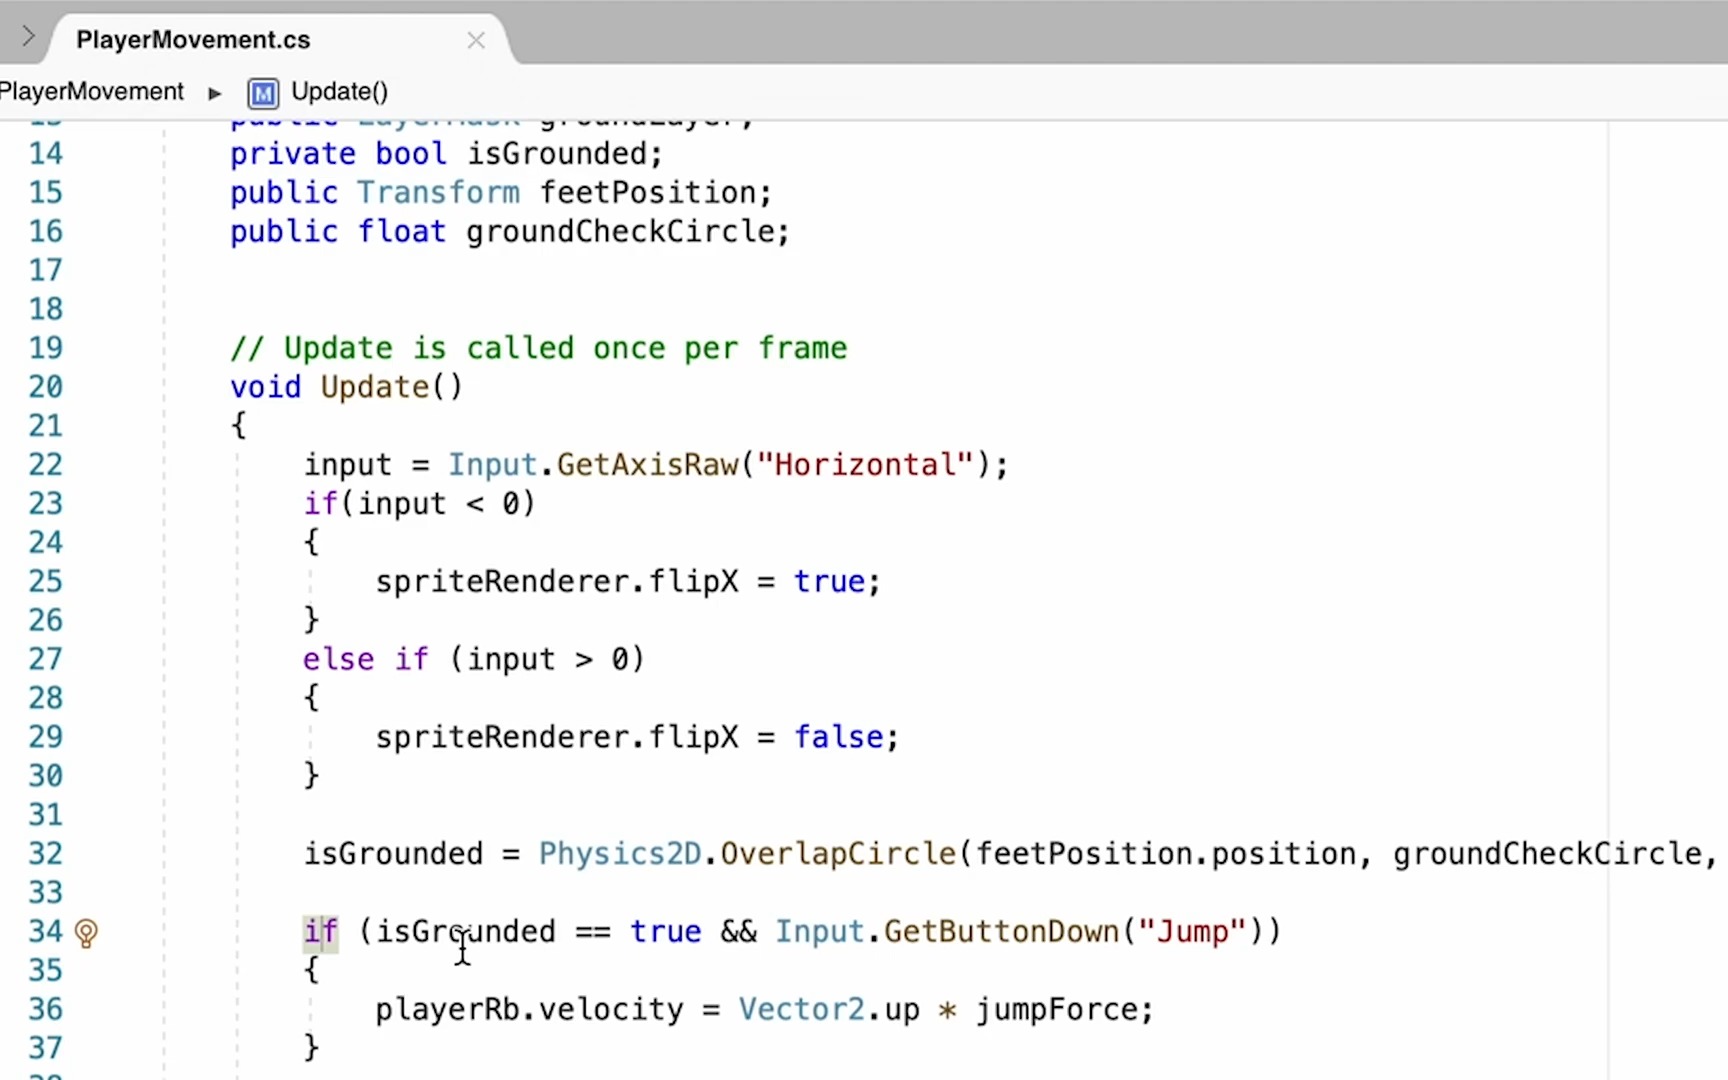 PlayerMovement.cs
PlayerMovement ▶ M Update()
13 public LayerMask groundLayer;
14 private bool isGrounded;
15 public Transform feetPosition;
16 public float groundCheckCircle;
17
18
19 // Update is called once per frame
20 void Update()
21 {
22 input = Input.GetAxisRaw("Horizontal");
23 if(input < 0)
24 {
25 spriteRenderer.flipX = true;
26 }
27 else if (input > 0)
28 {
29 spriteRenderer.flipX = false;
30 }
31
32 isGrounded = Physics2D.OverlapCircle(feetPosition.position, groundCheckCircle,
33
34 if (isGrounded == true && Input.GetButtonDown("Jump"))
35 {
36 playerRb.velocity = Vector2.up * jumpForce;
37 }